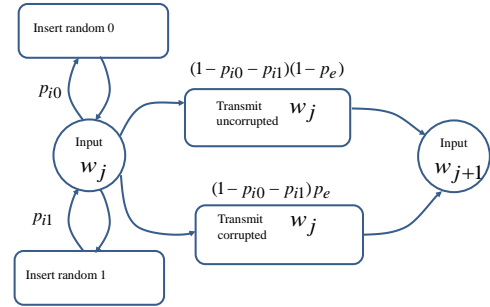 Insert random 0
(1− p_{i0} − p_{i1})(1− p_e)
p_{i0}
Transmit w_j
uncorrupted
Input
w_j
Input
w_{j+1}
(1− p_{i0} − p_{i1}) p_e
p_{i1}
Transmit w_j
corrupted
Insert random 1